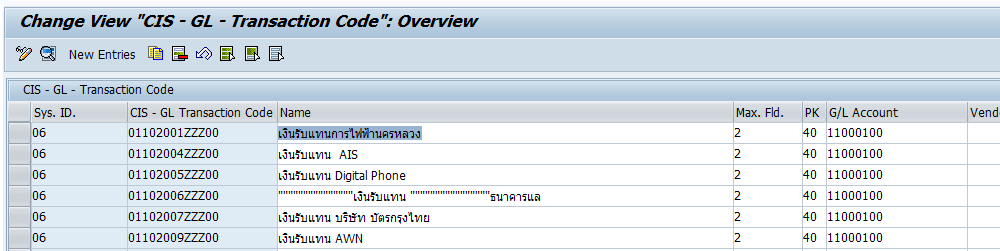 Change View "CIS - GL - Transaction Code": Overview
New Entries
CIS - GL - Transaction Code
Sys. ID. CIS - GL Transaction Code Name Max. Fld. PK G/L Account Vend
06 01102001ZZZ00 เงินรับแทนการไฟฟ้านครหลวง 2 40 11000100
06 01102004ZZZ00 เงินรับแทน AIS 2 40 11000100
06 01102005ZZZ00 เงินรับแทน Digital Phone 2 40 11000100
06 01102006ZZZ00 """"""""""""""""เงินรับแทน """"""""""""""""ธนาคารแล 2 40 11000100
06 01102007ZZZ00 เงินรับแทน บริษัท บัตรกรุงไทย 2 40 11000100
06 01102009ZZZ00 เงินรับแทน AWN 2 40 11000100